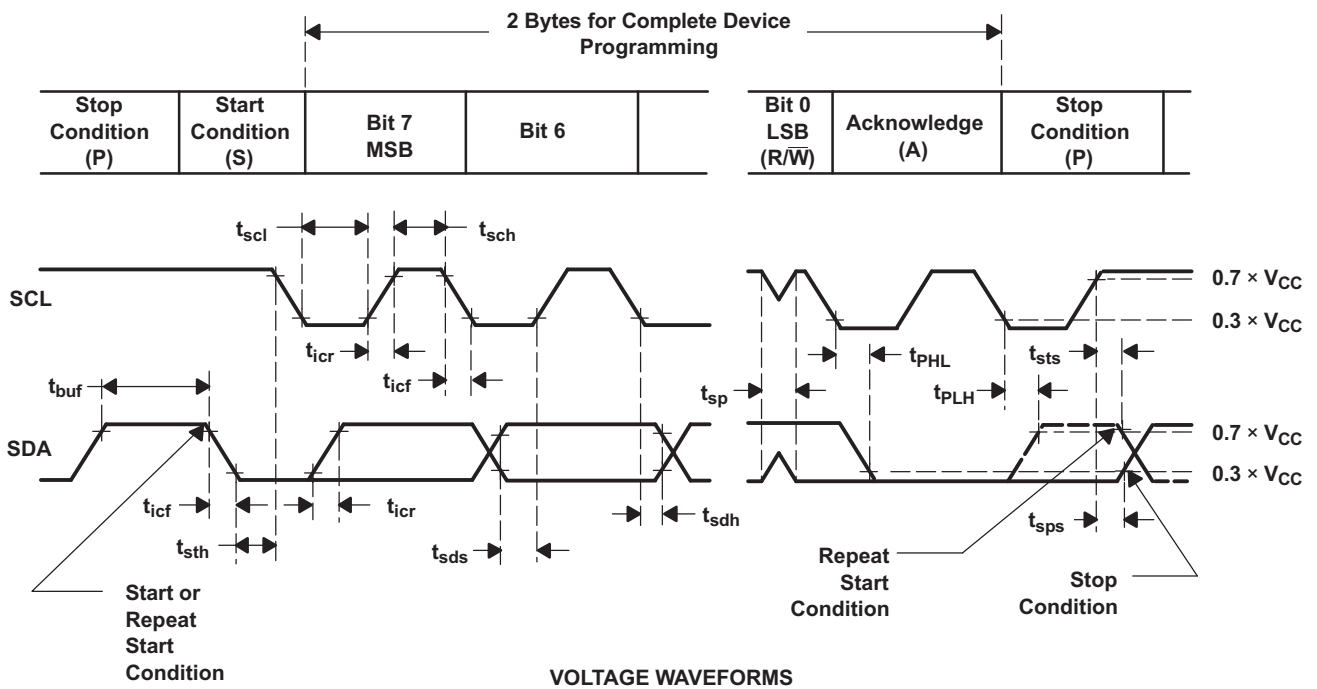 2 Bytes for Complete Device
Programming
Stop
Condition
(P)
Start
Condition
(S)
Bit 7
MSB
Bit 6
Bit 0
LSB
(R/W̅)
Acknowledge
(A)
Stop
Condition
(P)
tscl
tsch
SCL
0.7 × VCC
0.3 × VCC
ticr
ticf
tbuf
tsp
tPHL
tPLH
tsts
SDA
0.7 × VCC
0.3 × VCC
ticf
ticr
tsth
tsds
tsdh
tsps
Start or
Repeat
Start
Condition
Repeat
Start
Condition
Stop
Condition
VOLTAGE WAVEFORMS